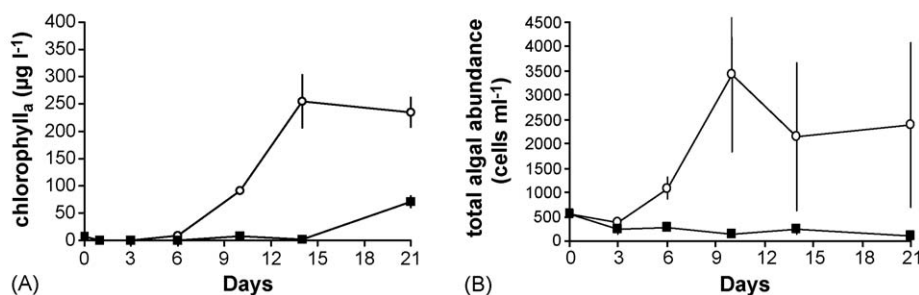 400
350
300
250
200
150
100
50
0
chlorophyll_a (µg l⁻¹)
0 3 6 9 12 15 18 21
(A)
Days
4500
4000
3500
3000
2500
2000
1500
1000
500
0
total algal abundance
(cells ml⁻¹)
0 3 6 9 12 15 18 21
(B)
Days